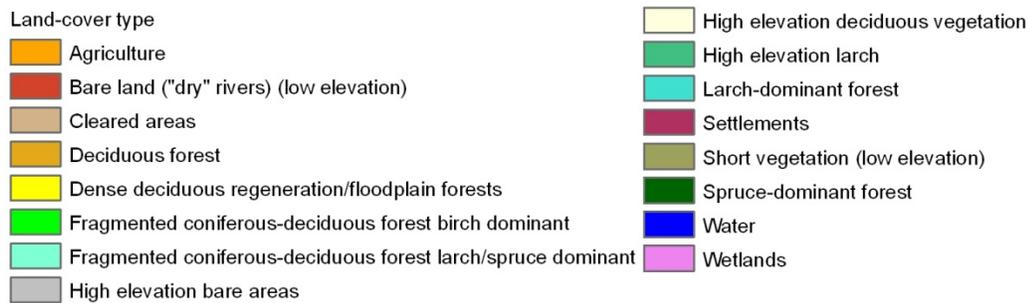 Land-cover type
Agriculture
Bare land ("dry" rivers) (low elevation)
Cleared areas
Deciduous forest
Dense deciduous regeneration/floodplain forests
Fragmented coniferous-deciduous forest birch dominant
Fragmented coniferous-deciduous forest larch/spruce dominant
High elevation bare areas
High elevation deciduous vegetation
High elevation larch
Larch-dominant forest
Settlements
Short vegetation (low elevation)
Spruce-dominant forest
Water
Wetlands